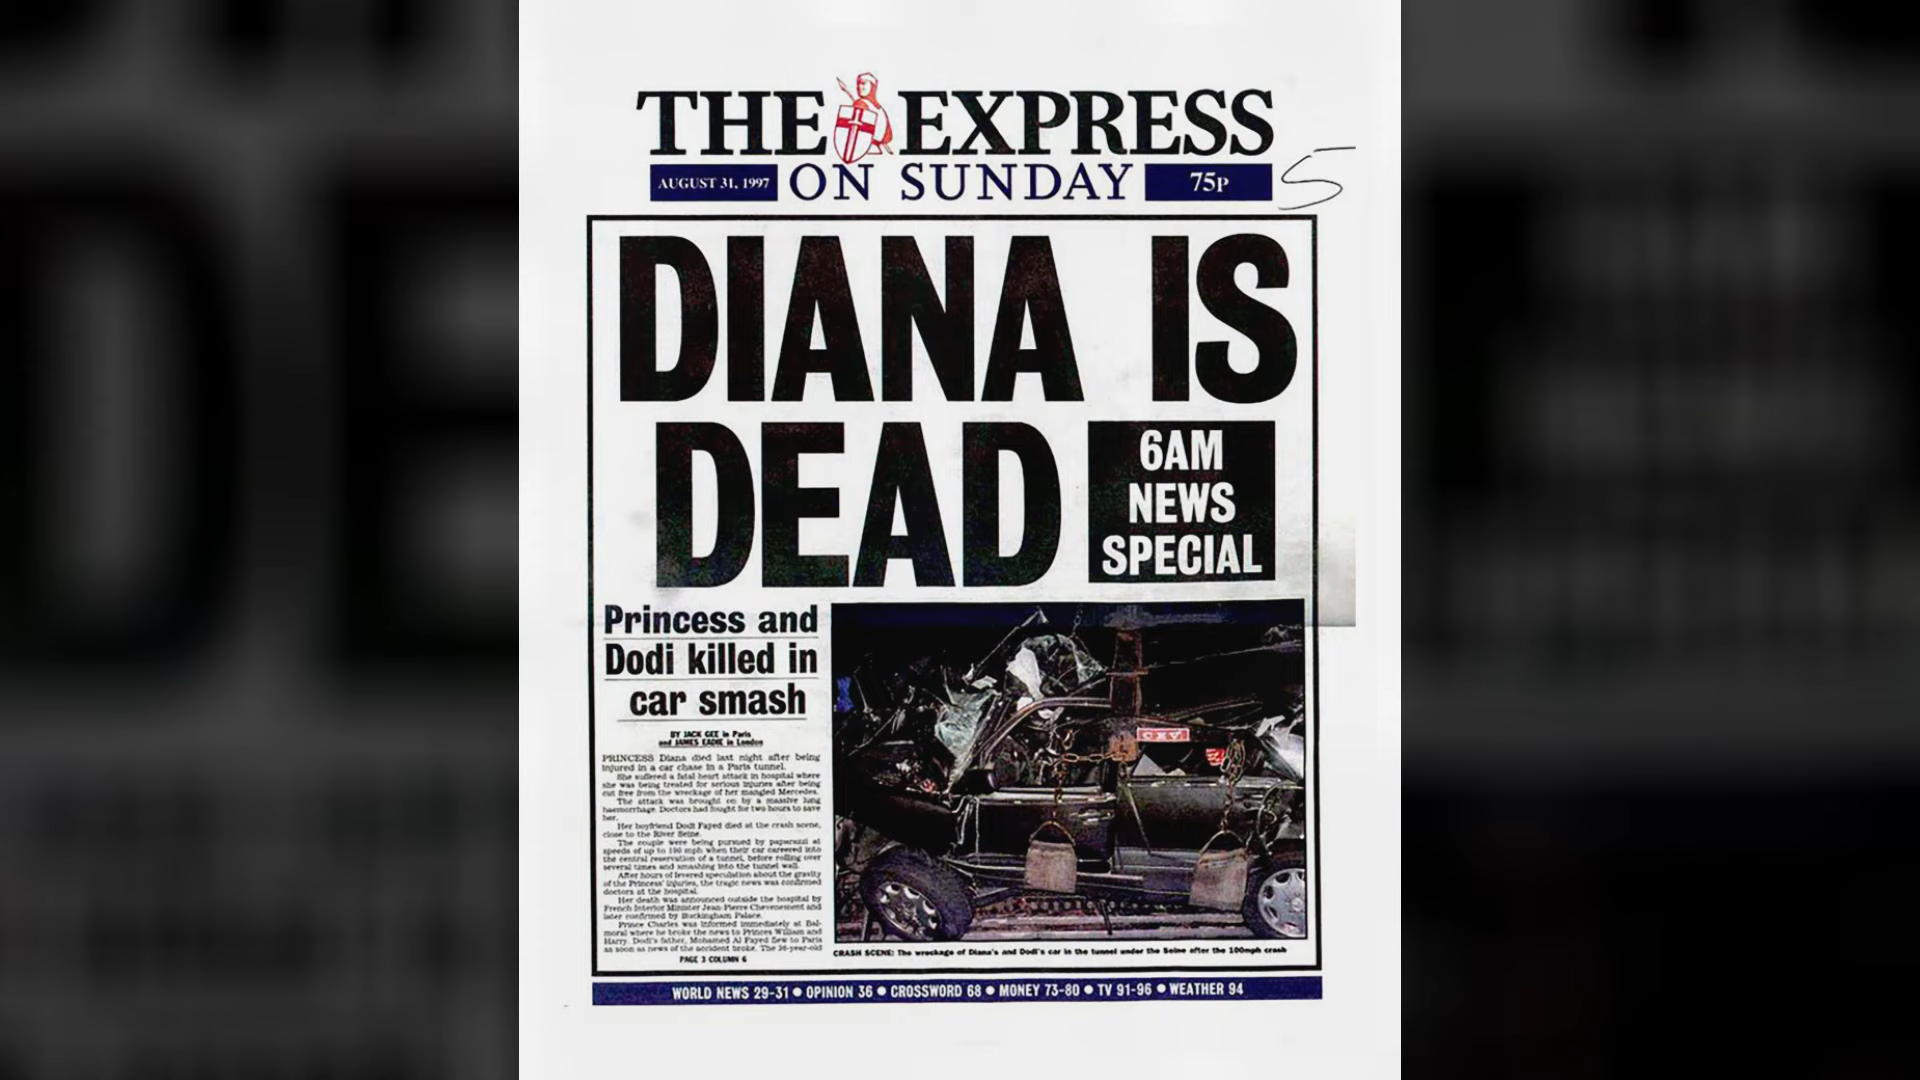 THE EXPRESS
AUGUST 31, 1997
ON SUNDAY
75P
5
DIANA IS
DEAD
6AM
NEWS
SPECIAL
Princess and
Dodi killed in
car smash
BY JACK GEE in Paris
and JAMES EADIE in London
PRINCESS Diana died last night after being
injured in a car chase in a Paris tunnel.
She suffered a fatal heart attack in hospital where
she was being treated for serious injuries after being
cut free from the wreckage of her mangled Mercedes.
The attack was brought on by a massive lung
haemorrhage. Doctors had fought for two hours to save
her.
Her boyfriend Dodi Fayed died at the crash scene,
close to the River Seine.
The couple were being pursued by paparazzi at
speeds of up to 100 mph when their car careered into
the central reservation of a tunnel, before rolling over
several times and smashing into the tunnel wall.
After hours of fevered speculation about the gravity
of the Princess' injuries, the tragic news was confirmed
doctors at the hospital.
Her death was announced outside the hospital by
French Interior Minister Jean-Pierre Chevenement and
later confirmed by Buckingham Palace.
Prince Charles was informed immediately at Bal-
moral where he broke the news to Princes William and
Harry. Dodi's father, Mohamed Al Fayed flew to Paris
as soon as news of the accident broke. The 36-year-old
PAGE 3 COLUMN 6
CRASH SCENE: The wreckage of Diana's and Dodi's car in the tunnel under the Seine after the 100mph crash
WORLD NEWS 29-31 ● OPINION 36 ● CROSSWORD 68 ● MONEY 73-80 ● TV 91-96 ● WEATHER 94